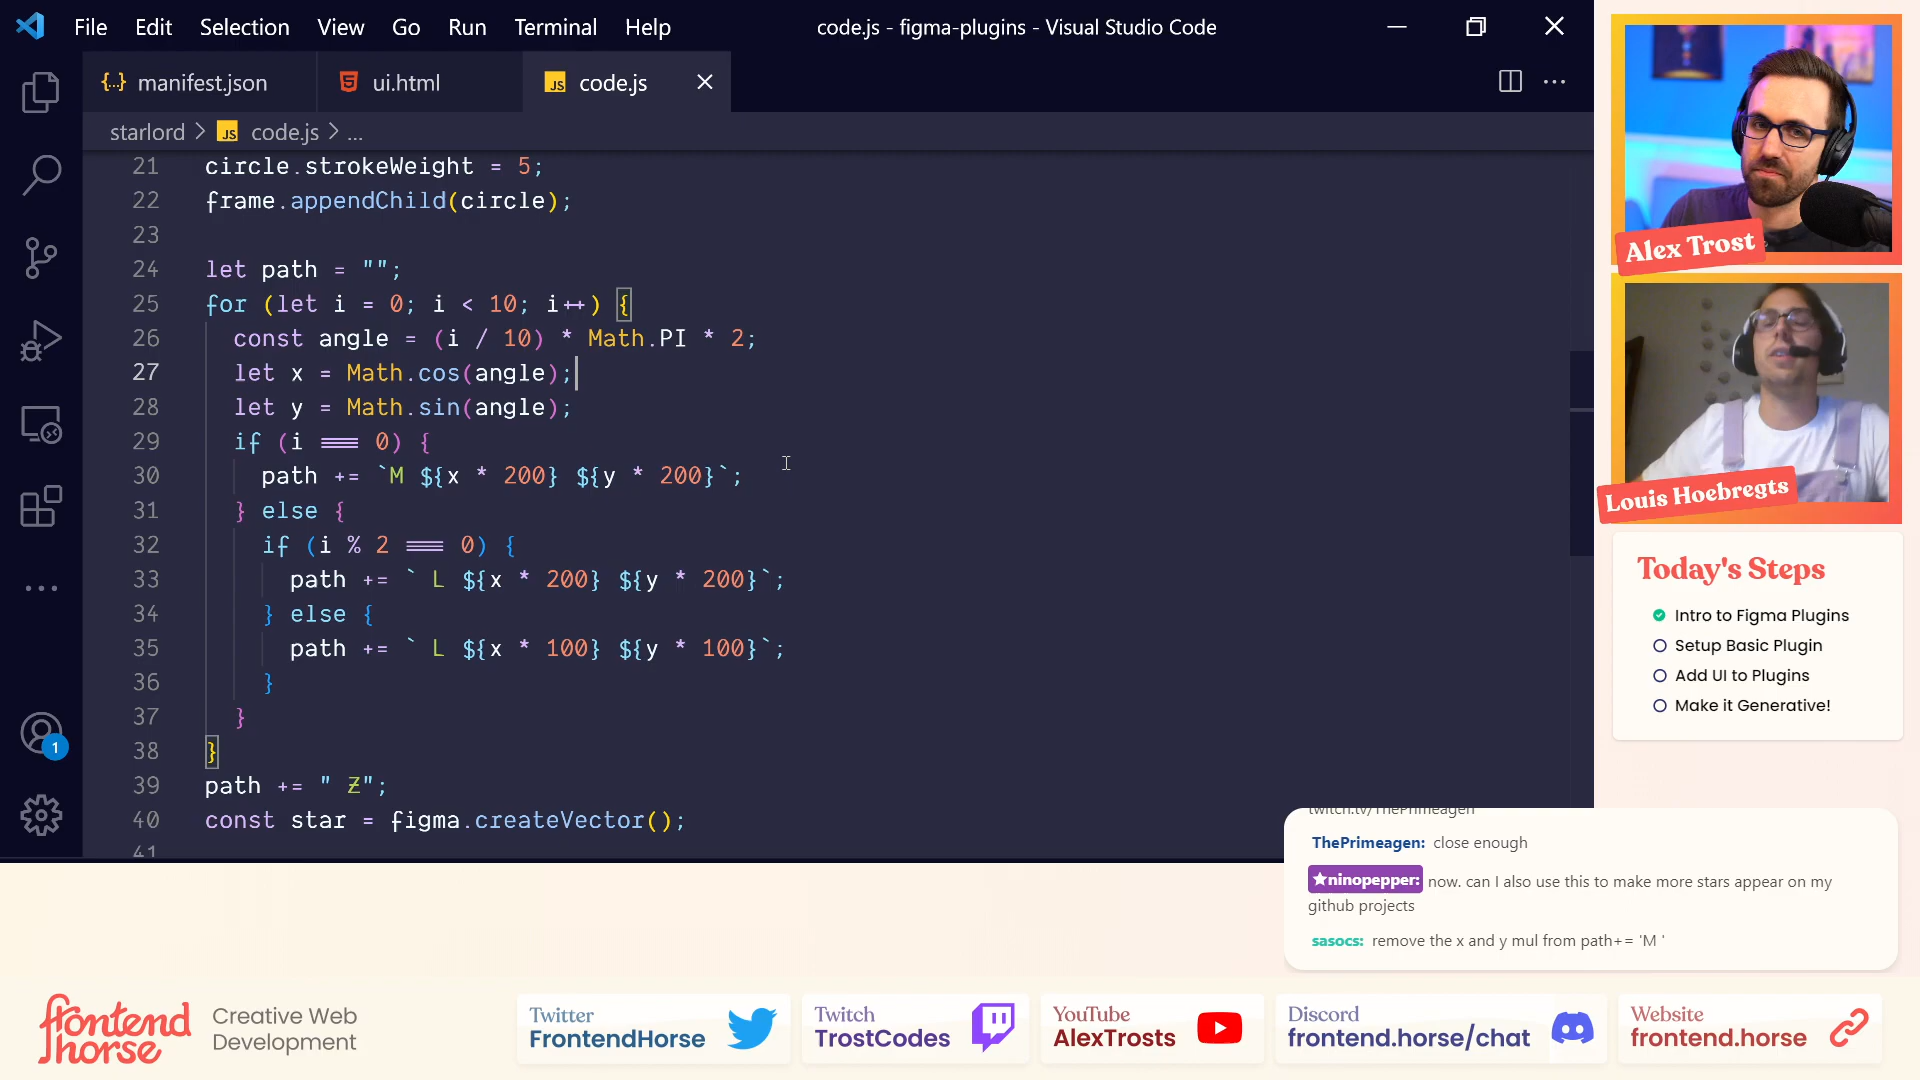 File Edit Selection View Go Run Terminal Help
code.js - figma-plugins - Visual Studio Code
{..} manifest.json
ui.html
JS code.js
starlord > JS code.js > ...
21 circle.strokeWeight = 5;
22 frame.appendChild(circle);
23
24 let path = "";
25 for (let i = 0; i < 10; i++) {
26 const angle = (i / 10) * Math.PI * 2;
27 let x = Math.cos(angle);
28 let y = Math.sin(angle);
29 if (i === 0) {
30 path += `M ${x * 200} ${y * 200}`;
31 } else {
32 if (i % 2 === 0) {
33 path += ` L ${x * 200} ${y * 200}`;
34 } else {
35 path += ` L ${x * 100} ${y * 100}`;
36 }
37 }
38 }
39 path += " Z";
40 const star = figma.createVector();
41
1
Alex Trost
Louis Hoebregts
Today's Steps
Intro to Figma Plugins
Setup Basic Plugin
Add UI to Plugins
Make it Generative!
twitch.tv/ThePrimeagen
ThePrimeagen: close enough
★ninopepper: now. can I also use this to make more stars appear on my
github projects
sasocs: remove the x and y mul from path+= 'M '
frontend
horse
Creative Web
Development
Twitter
FrontendHorse
Twitch
TrostCodes
YouTube
AlexTrosts
Discord
frontend.horse/chat
Website
frontend.horse